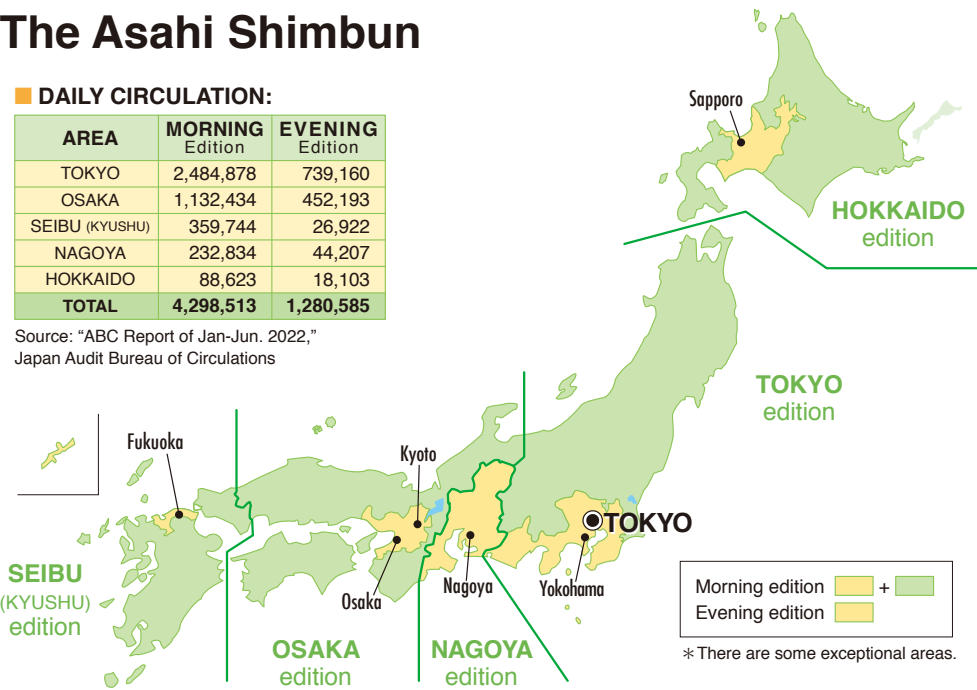 The Asahi Shimbun
■ DAILY CIRCULATION:
AREA MORNING Edition EVENING Edition
TOKYO 2,484,878 739,160
OSAKA 1,132,434 452,193
SEIBU (KYUSHU) 359,744 26,922
NAGOYA 232,834 44,207
HOKKAIDO 88,623 18,103
TOTAL 4,298,513 1,280,585
Source: “ABC Report of Jan-Jun. 2022,”
Japan Audit Bureau of Circulations
Sapporo
HOKKAIDO
edition
TOKYO
edition
Fukuoka
Kyoto
TOKYO
SEIBU
(KYUSHU)
edition
Osaka
Nagoya
Yokohama
OSAKA
edition
NAGOYA
edition
Morning edition +
Evening edition
＊There are some exceptional areas.